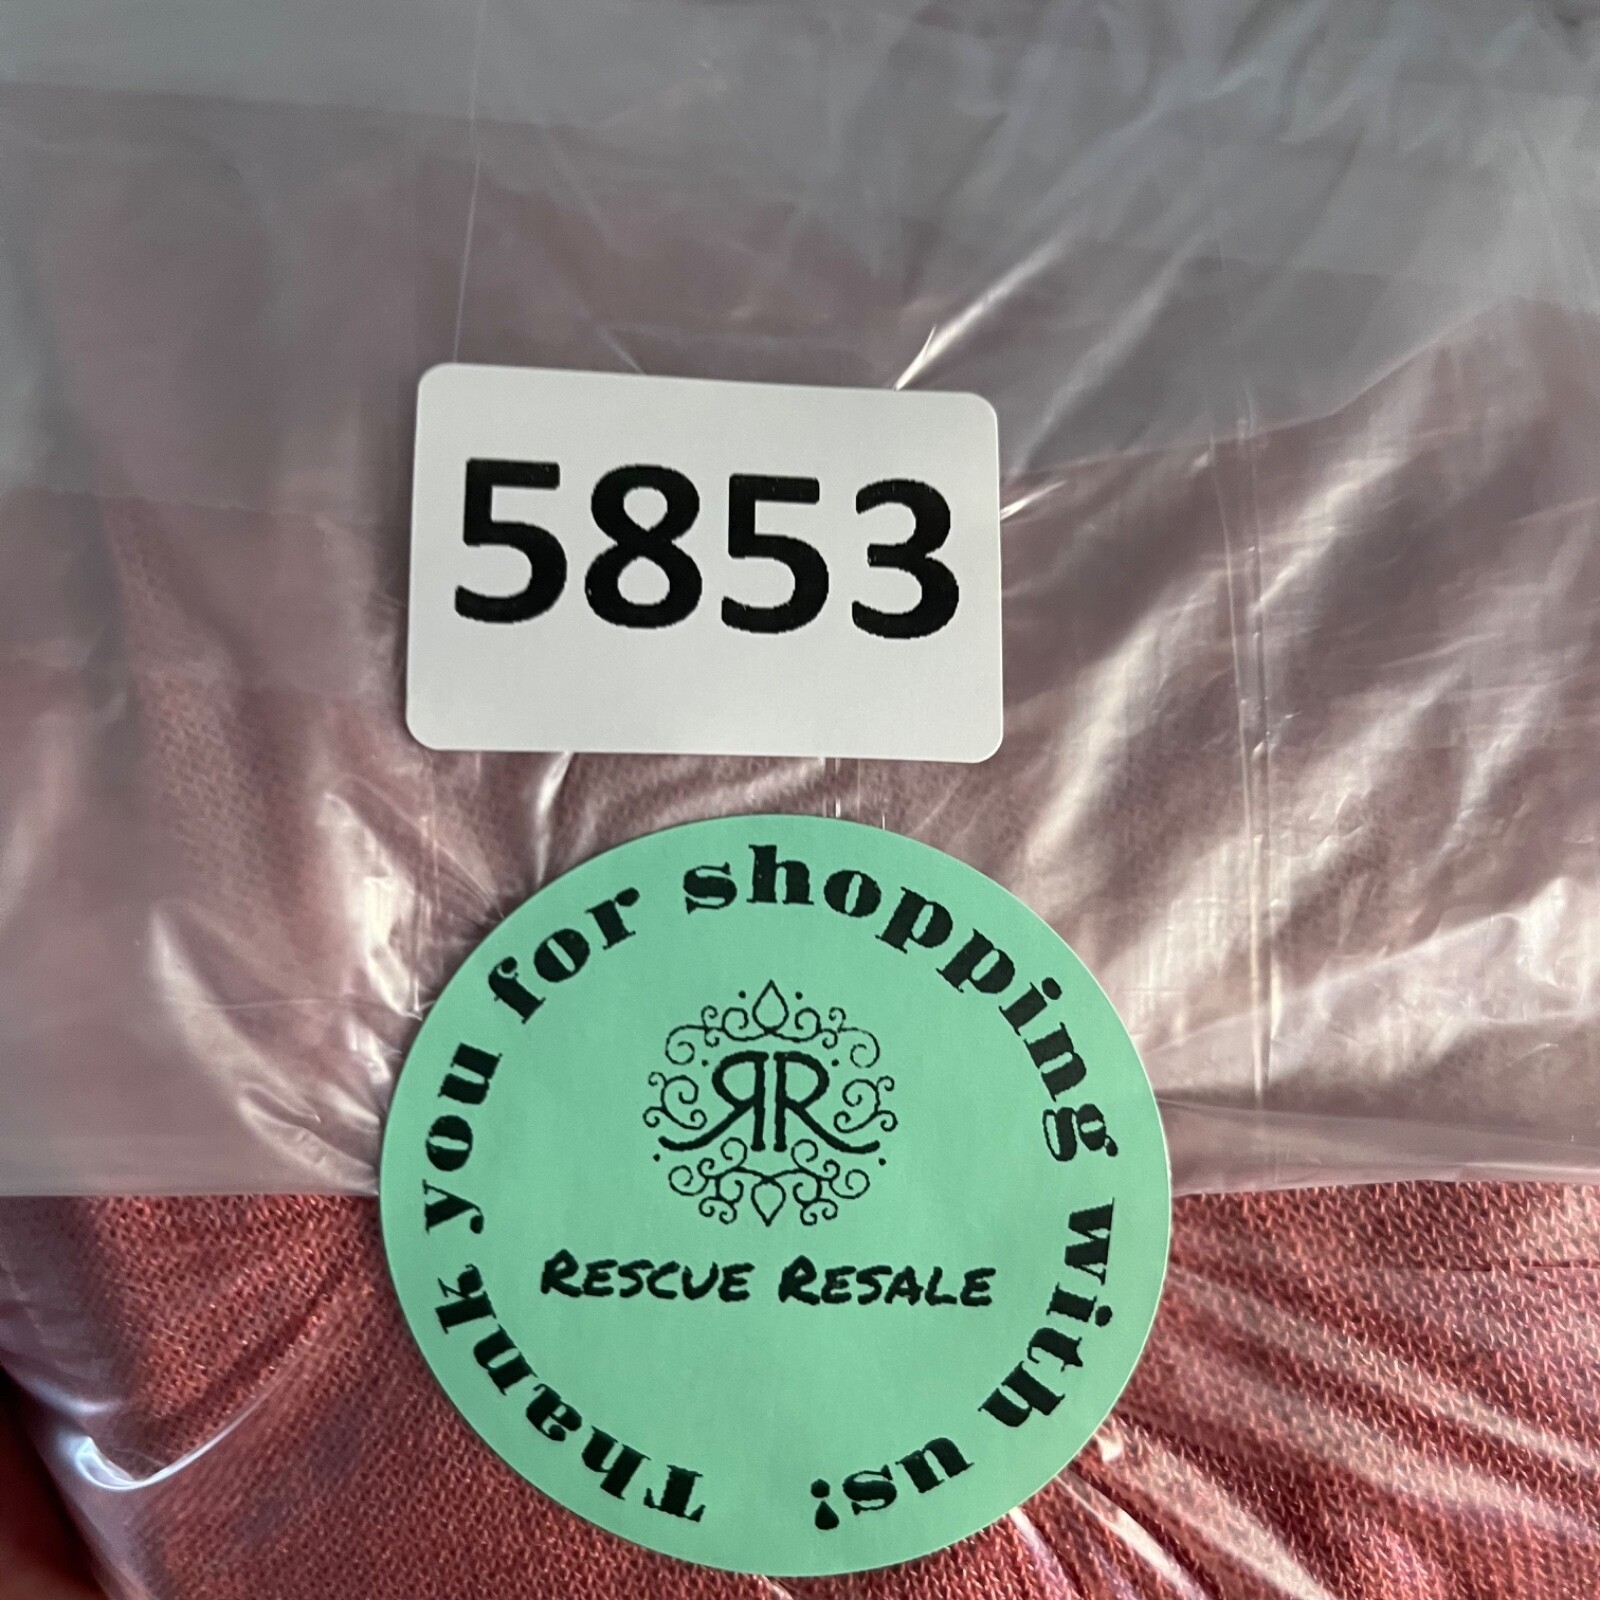 5853
Thank you for shopping with us!
RR
RESCUE RESALE